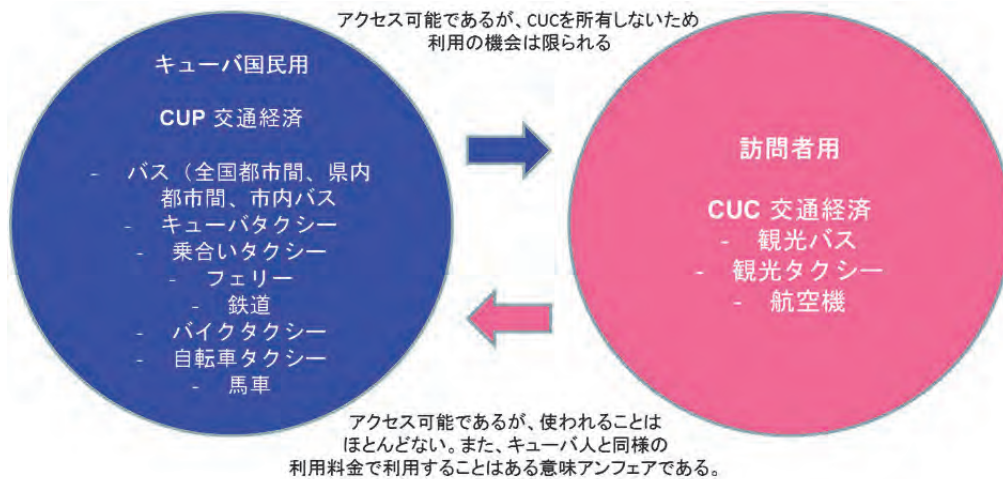 アクセス可能であるが、CUCを所有しないため
利用の機会は限られる
キューバ国民用
CUP 交通経済
- バス（全国都市間、県内
都市間、市内バス
- キューバタクシー
- 乗合いタクシー
- フェリー
- 鉄道
- バイクタクシー
- 自転車タクシー
- 馬車
訪問者用
CUC 交通経済
- 観光バス
- 観光タクシー
- 航空機
アクセス可能であるが、使われることは
ほとんどない。また、キューバ人と同様の
利用料金で利用することはある意味アンフェアである。